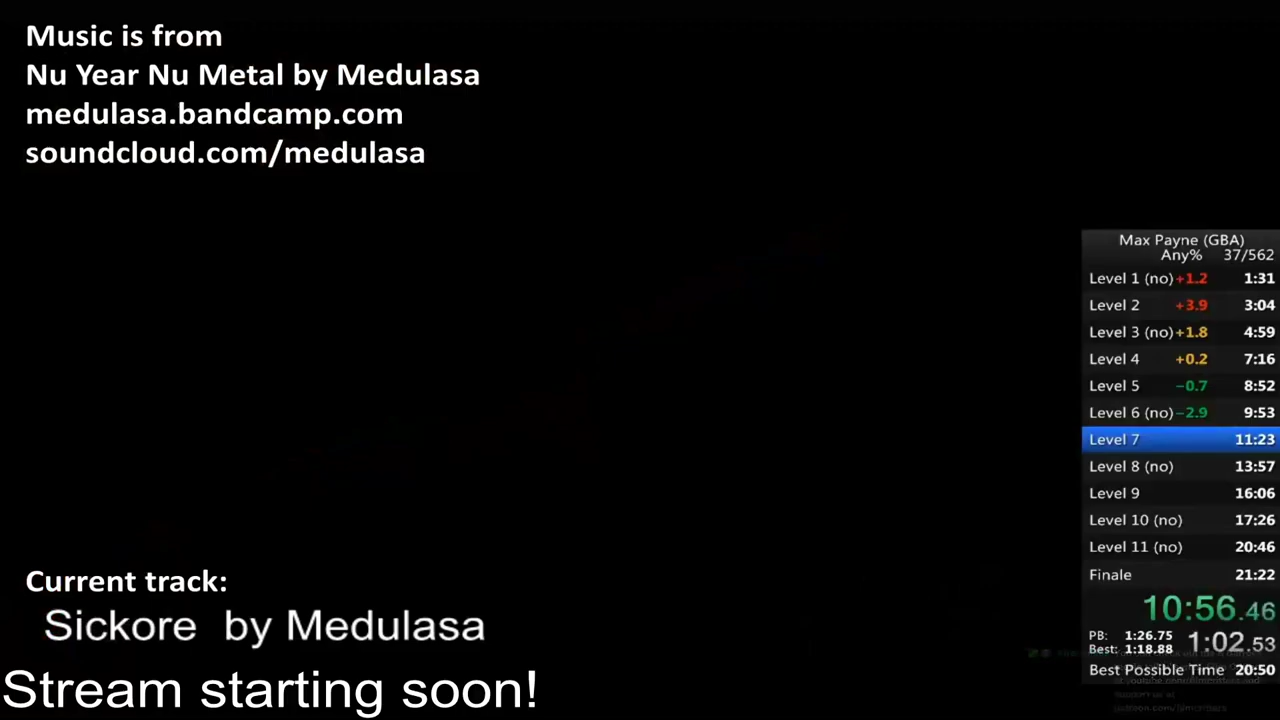 Music is from
Nu Year Nu Metal by Medulasa
medulasa.bandcamp.com
soundcloud.com/medulasa
Max Payne (GBA)
Any% 37/562
Level 1 (no) +1.2 1:31
Level 2 +3.9 3:04
Level 3 (no) +1.8 4:59
Level 4 +0.2 7:16
Level 5 −0.7 8:52
Level 6 (no) −2.9 9:53
Level 7 11:23
Level 8 (no) 13:57
Level 9 16:06
Level 10 (no) 17:26
Level 11 (no) 20:46
Finale 21:22
10:56.46
PB: 1:26.75
Best: 1:18.88
1:02.53
Best Possible Time 20:50
Current track:
Sickore by Medulasa
Stream starting soon!